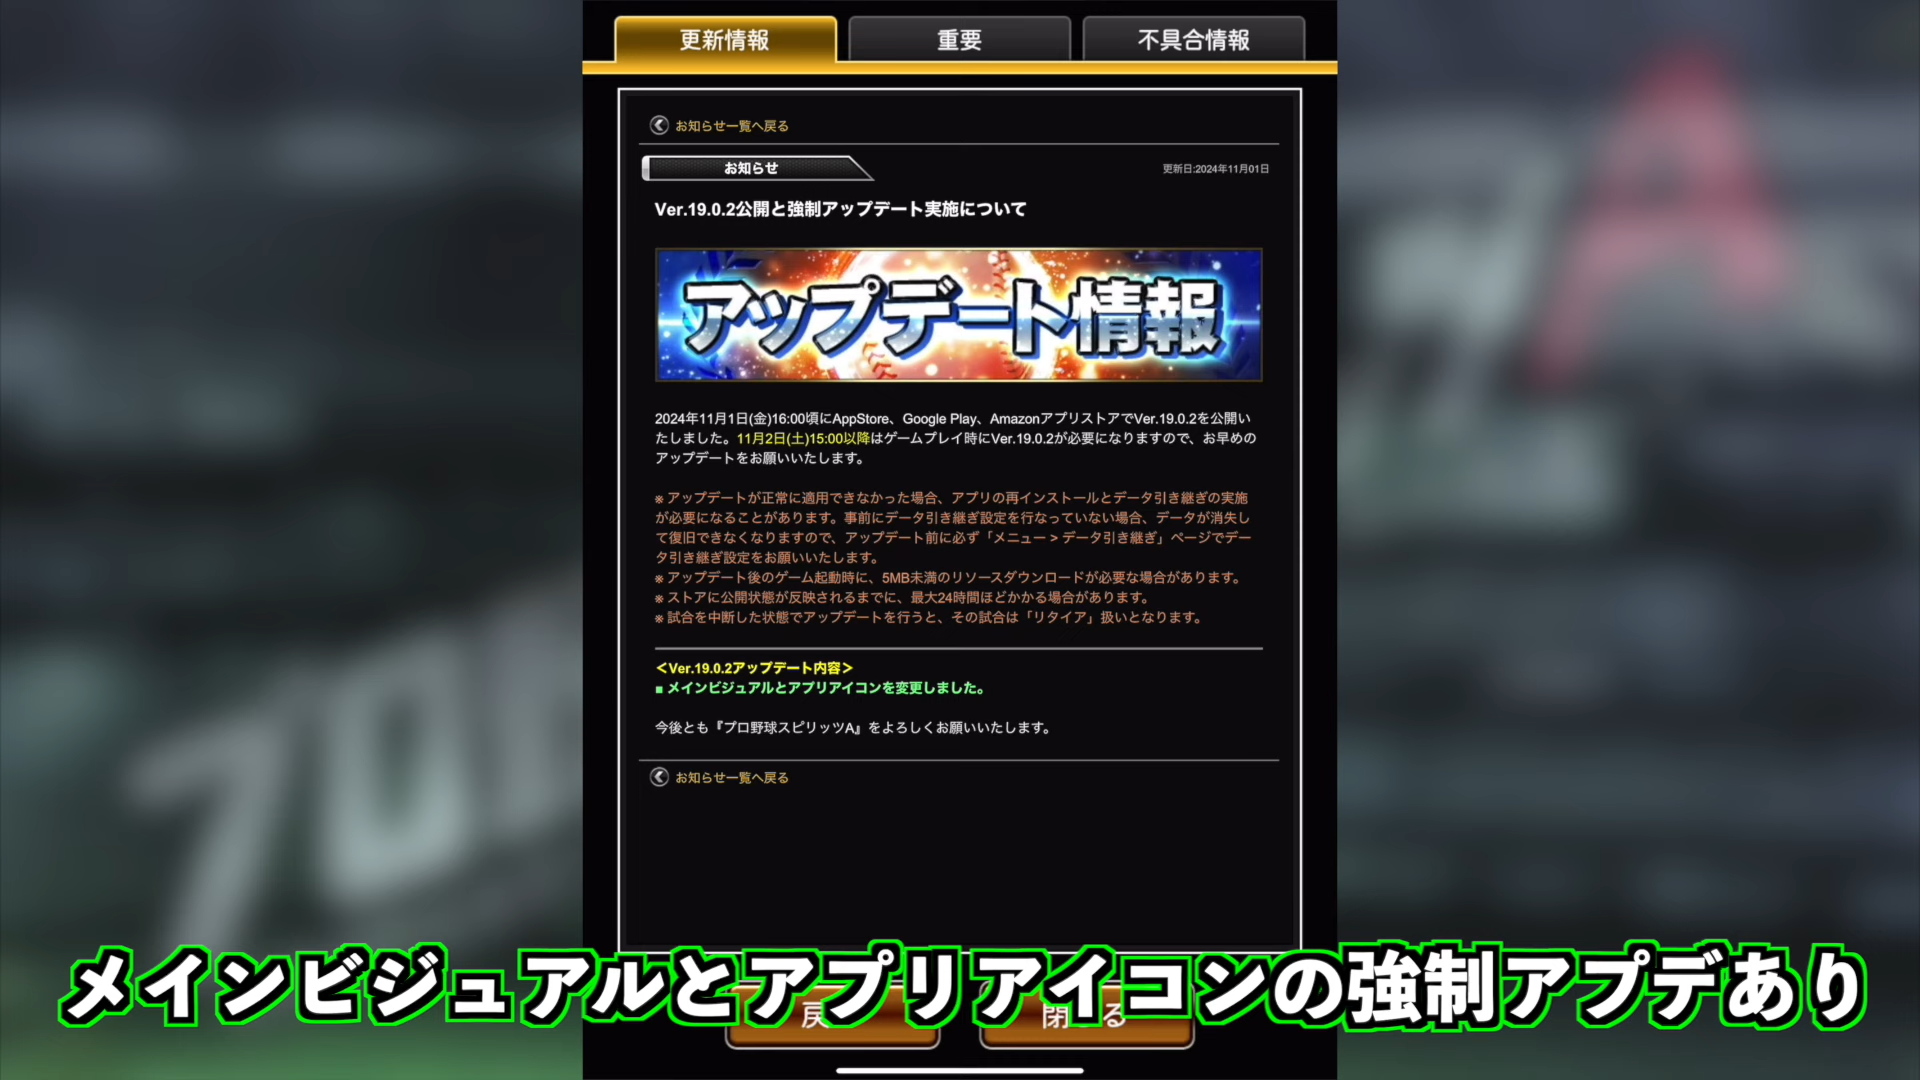 更新情報
重要
不具合情報
お知らせ一覧へ戻る
お知らせ
更新日:2024年11月01日
Ver.19.0.2公開と強制アップデート実施について
アップデート情報
2024年11月1日(金)16:00頃にAppStore、Google Play、AmazonアプリストアでVer.19.0.2を公開い
たしました。11月2日(土)15:00以降はゲームプレイ時にVer.19.0.2が必要になりますので、お早めの
アップデートをお願いいたします。
※アップデートが正常に適用できなかった場合、アプリの再インストールとデータ引き継ぎの実施
が必要になることがあります。事前にデータ引き継ぎ設定を行なっていない場合、データが消失し
て復旧できなくなりますので、アップデート前に必ず「メニュー > データ引き継ぎ」ページでデー
タ引き継ぎ設定をお願いいたします。
※アップデート後のゲーム起動時に、5MB未満のリソースダウンロードが必要な場合があります。
※ストアに公開状態が反映されるまでに、最大24時間ほどかかる場合があります。
※試合を中断した状態でアップデートを行うと、その試合は「リタイア」扱いとなります。
＜Ver.19.0.2アップデート内容＞
■メインビジュアルとアプリアイコンを変更しました。
今後とも『プロ野球スピリッツA』をよろしくお願いいたします。
お知らせ一覧へ戻る
メインビジュアルとアプリアイコンの強制アプデあり